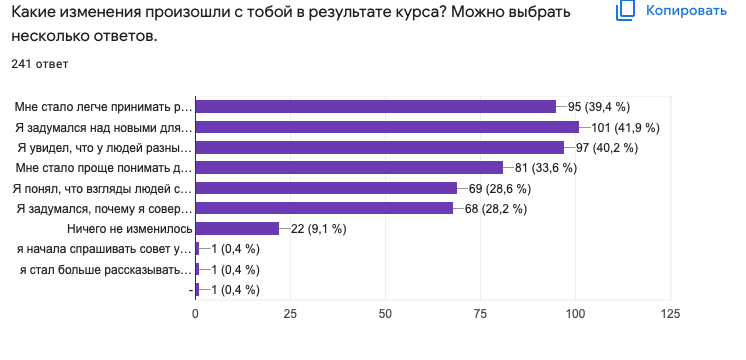 Какие изменения произошли с тобой в результате курса? Можно выбрать
несколько ответов.
Копировать
241 ответ
Мне стало легче принимать р… 95 (39,4 %)
Я задумался над новыми для… 101 (41,9 %)
Я увидел, что у людей разны… 97 (40,2 %)
Мне стало проще понимать д… 81 (33,6 %)
Я понял, что взгляды людей с… 69 (28,6 %)
Я задумался, почему я совер… 68 (28,2 %)
Ничего не изменилось 22 (9,1 %)
я начала спрашивать совет у… 1 (0,4 %)
я стал больше рассказывать… 1 (0,4 %)
- 1 (0,4 %)
0 25 50 75 100 125